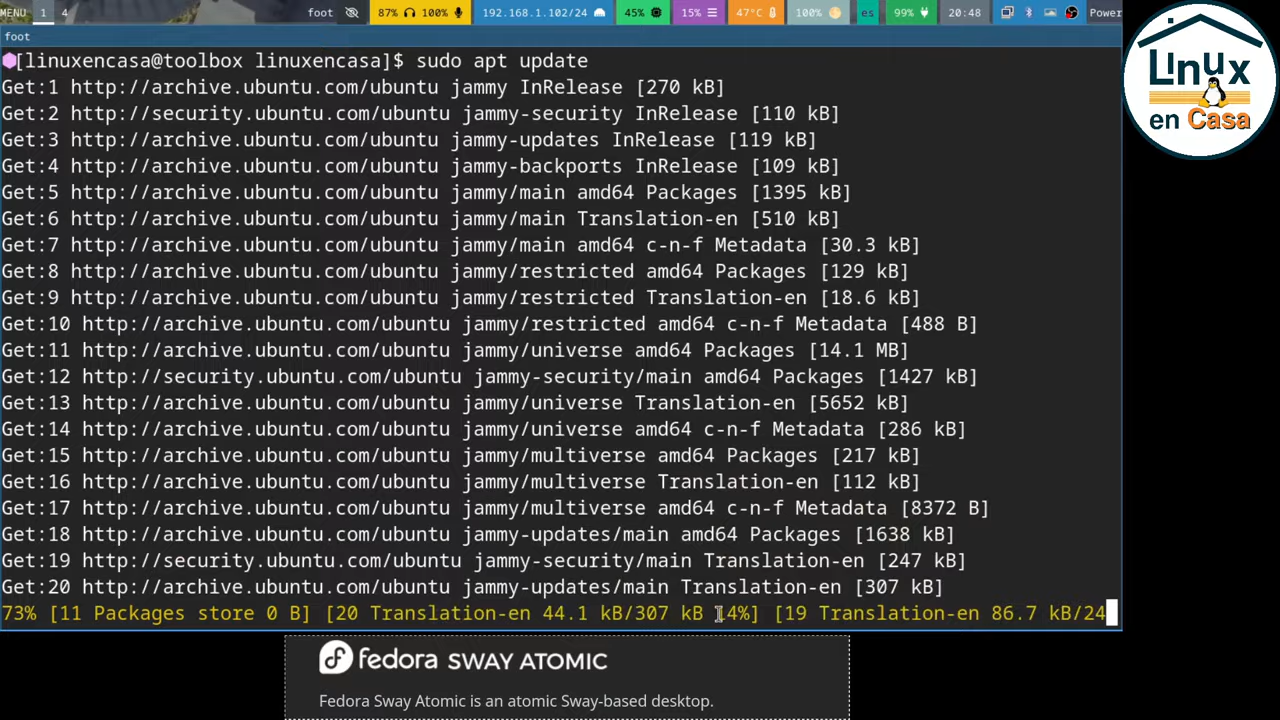 MENU 1 4 foot 87% 100% 192.168.1.102/24 45% 15% 47°C 100% es 99% 20:48 Power
foot
[linuxencasa@toolbox linuxencasa]$ sudo apt update
Get:1 http://archive.ubuntu.com/ubuntu jammy InRelease [270 kB]
Get:2 http://security.ubuntu.com/ubuntu jammy-security InRelease [110 kB]
Get:3 http://archive.ubuntu.com/ubuntu jammy-updates InRelease [119 kB]
Get:4 http://archive.ubuntu.com/ubuntu jammy-backports InRelease [109 kB]
Get:5 http://archive.ubuntu.com/ubuntu jammy/main amd64 Packages [1395 kB]
Get:6 http://archive.ubuntu.com/ubuntu jammy/main Translation-en [510 kB]
Get:7 http://archive.ubuntu.com/ubuntu jammy/main amd64 c-n-f Metadata [30.3 kB]
Get:8 http://archive.ubuntu.com/ubuntu jammy/restricted amd64 Packages [129 kB]
Get:9 http://archive.ubuntu.com/ubuntu jammy/restricted Translation-en [18.6 kB]
Get:10 http://archive.ubuntu.com/ubuntu jammy/restricted amd64 c-n-f Metadata [488 B]
Get:11 http://archive.ubuntu.com/ubuntu jammy/universe amd64 Packages [14.1 MB]
Get:12 http://security.ubuntu.com/ubuntu jammy-security/main amd64 Packages [1427 kB]
Get:13 http://archive.ubuntu.com/ubuntu jammy/universe Translation-en [5652 kB]
Get:14 http://archive.ubuntu.com/ubuntu jammy/universe amd64 c-n-f Metadata [286 kB]
Get:15 http://archive.ubuntu.com/ubuntu jammy/multiverse amd64 Packages [217 kB]
Get:16 http://archive.ubuntu.com/ubuntu jammy/multiverse Translation-en [112 kB]
Get:17 http://archive.ubuntu.com/ubuntu jammy/multiverse amd64 c-n-f Metadata [8372 B]
Get:18 http://archive.ubuntu.com/ubuntu jammy-updates/main amd64 Packages [1638 kB]
Get:19 http://security.ubuntu.com/ubuntu jammy-security/main Translation-en [247 kB]
Get:20 http://archive.ubuntu.com/ubuntu jammy-updates/main Translation-en [307 kB]
73% [11 Packages store 0 B] [20 Translation-en 44.1 kB/307 kB 14%] [19 Translation-en 86.7 kB/24
Linux
en Casa
fedora SWAY ATOMIC
Fedora Sway Atomic is an atomic Sway-based desktop.